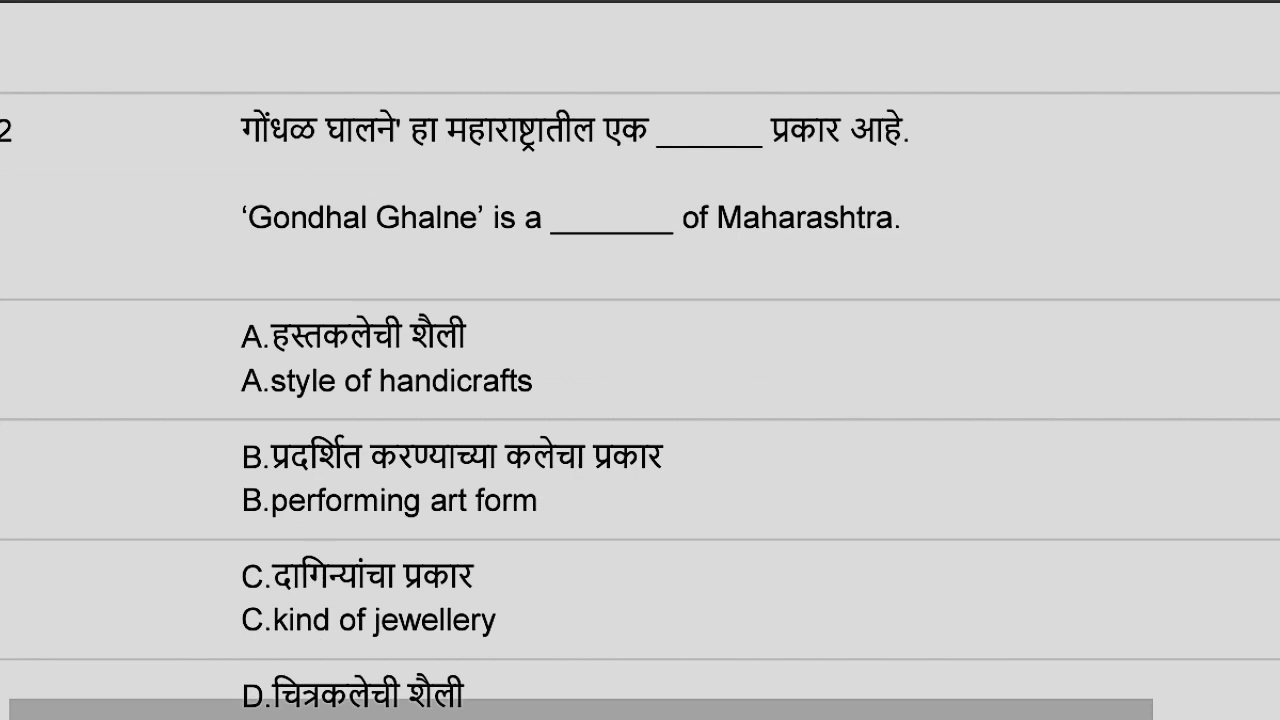 2
गोंधळ घालने' हा महाराष्ट्रातील एक ______ प्रकार आहे.
‘Gondhal Ghalne’ is a _______ of Maharashtra.
A.हस्तकलेची शैली
A.style of handicrafts
B.प्रदर्शित करण्याच्या कलेचा प्रकार
B.performing art form
C.दागिन्यांचा प्रकार
C.kind of jewellery
D.चित्रकलेची शैली